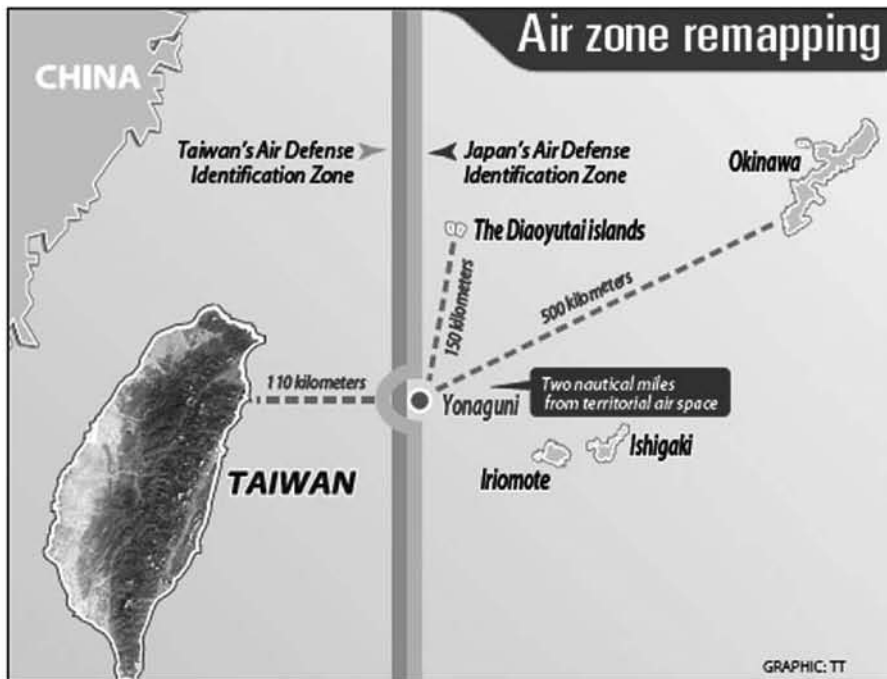 Air zone remapping
CHINA
Taiwan's Air Defense
Identification Zone
Japan's Air Defense
Identification Zone
Okinawa
The Diaoyutai islands
150 kilometers
500 kilometers
110 kilometers
Yonaguni
Two nautical miles
from territorial air space
Ishigaki
Iriomote
TAIWAN
GRAPHIC: TT